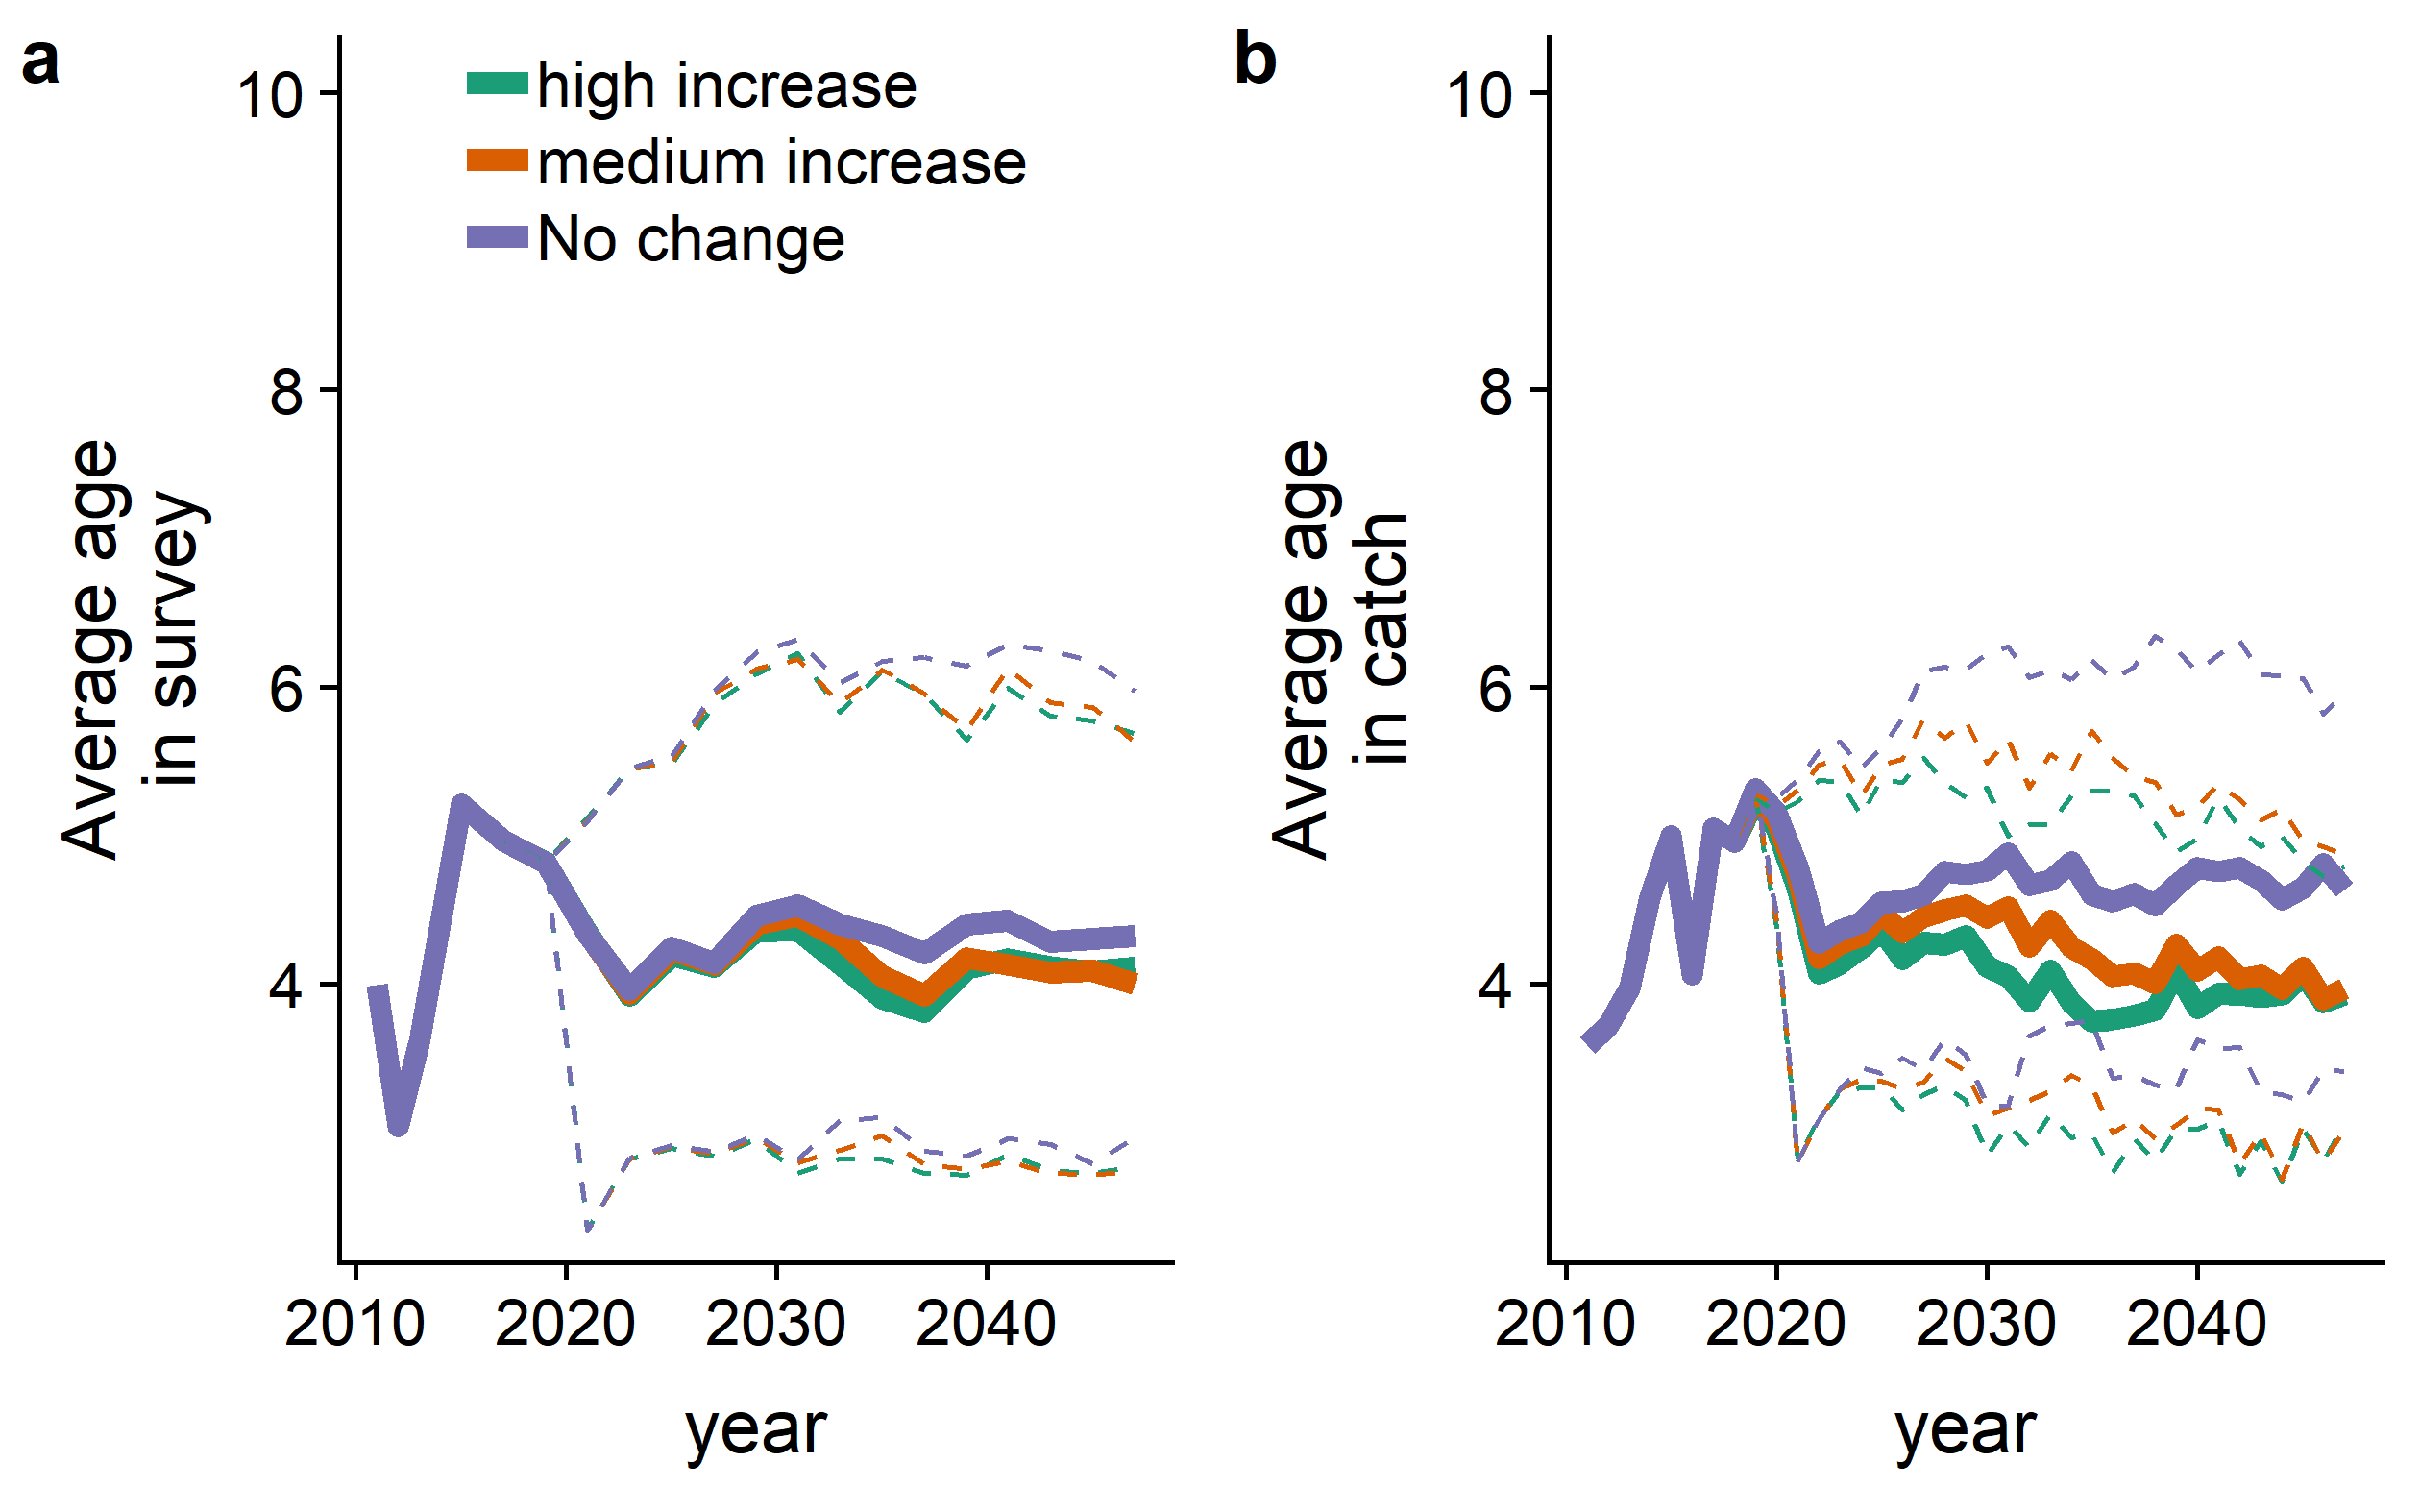 a
high increase
medium increase
No change
10
8
6
4
Average age
in survey
2010 2020 2030 2040
year
b
10
8
6
4
Average age
in catch
2010 2020 2030 2040
year